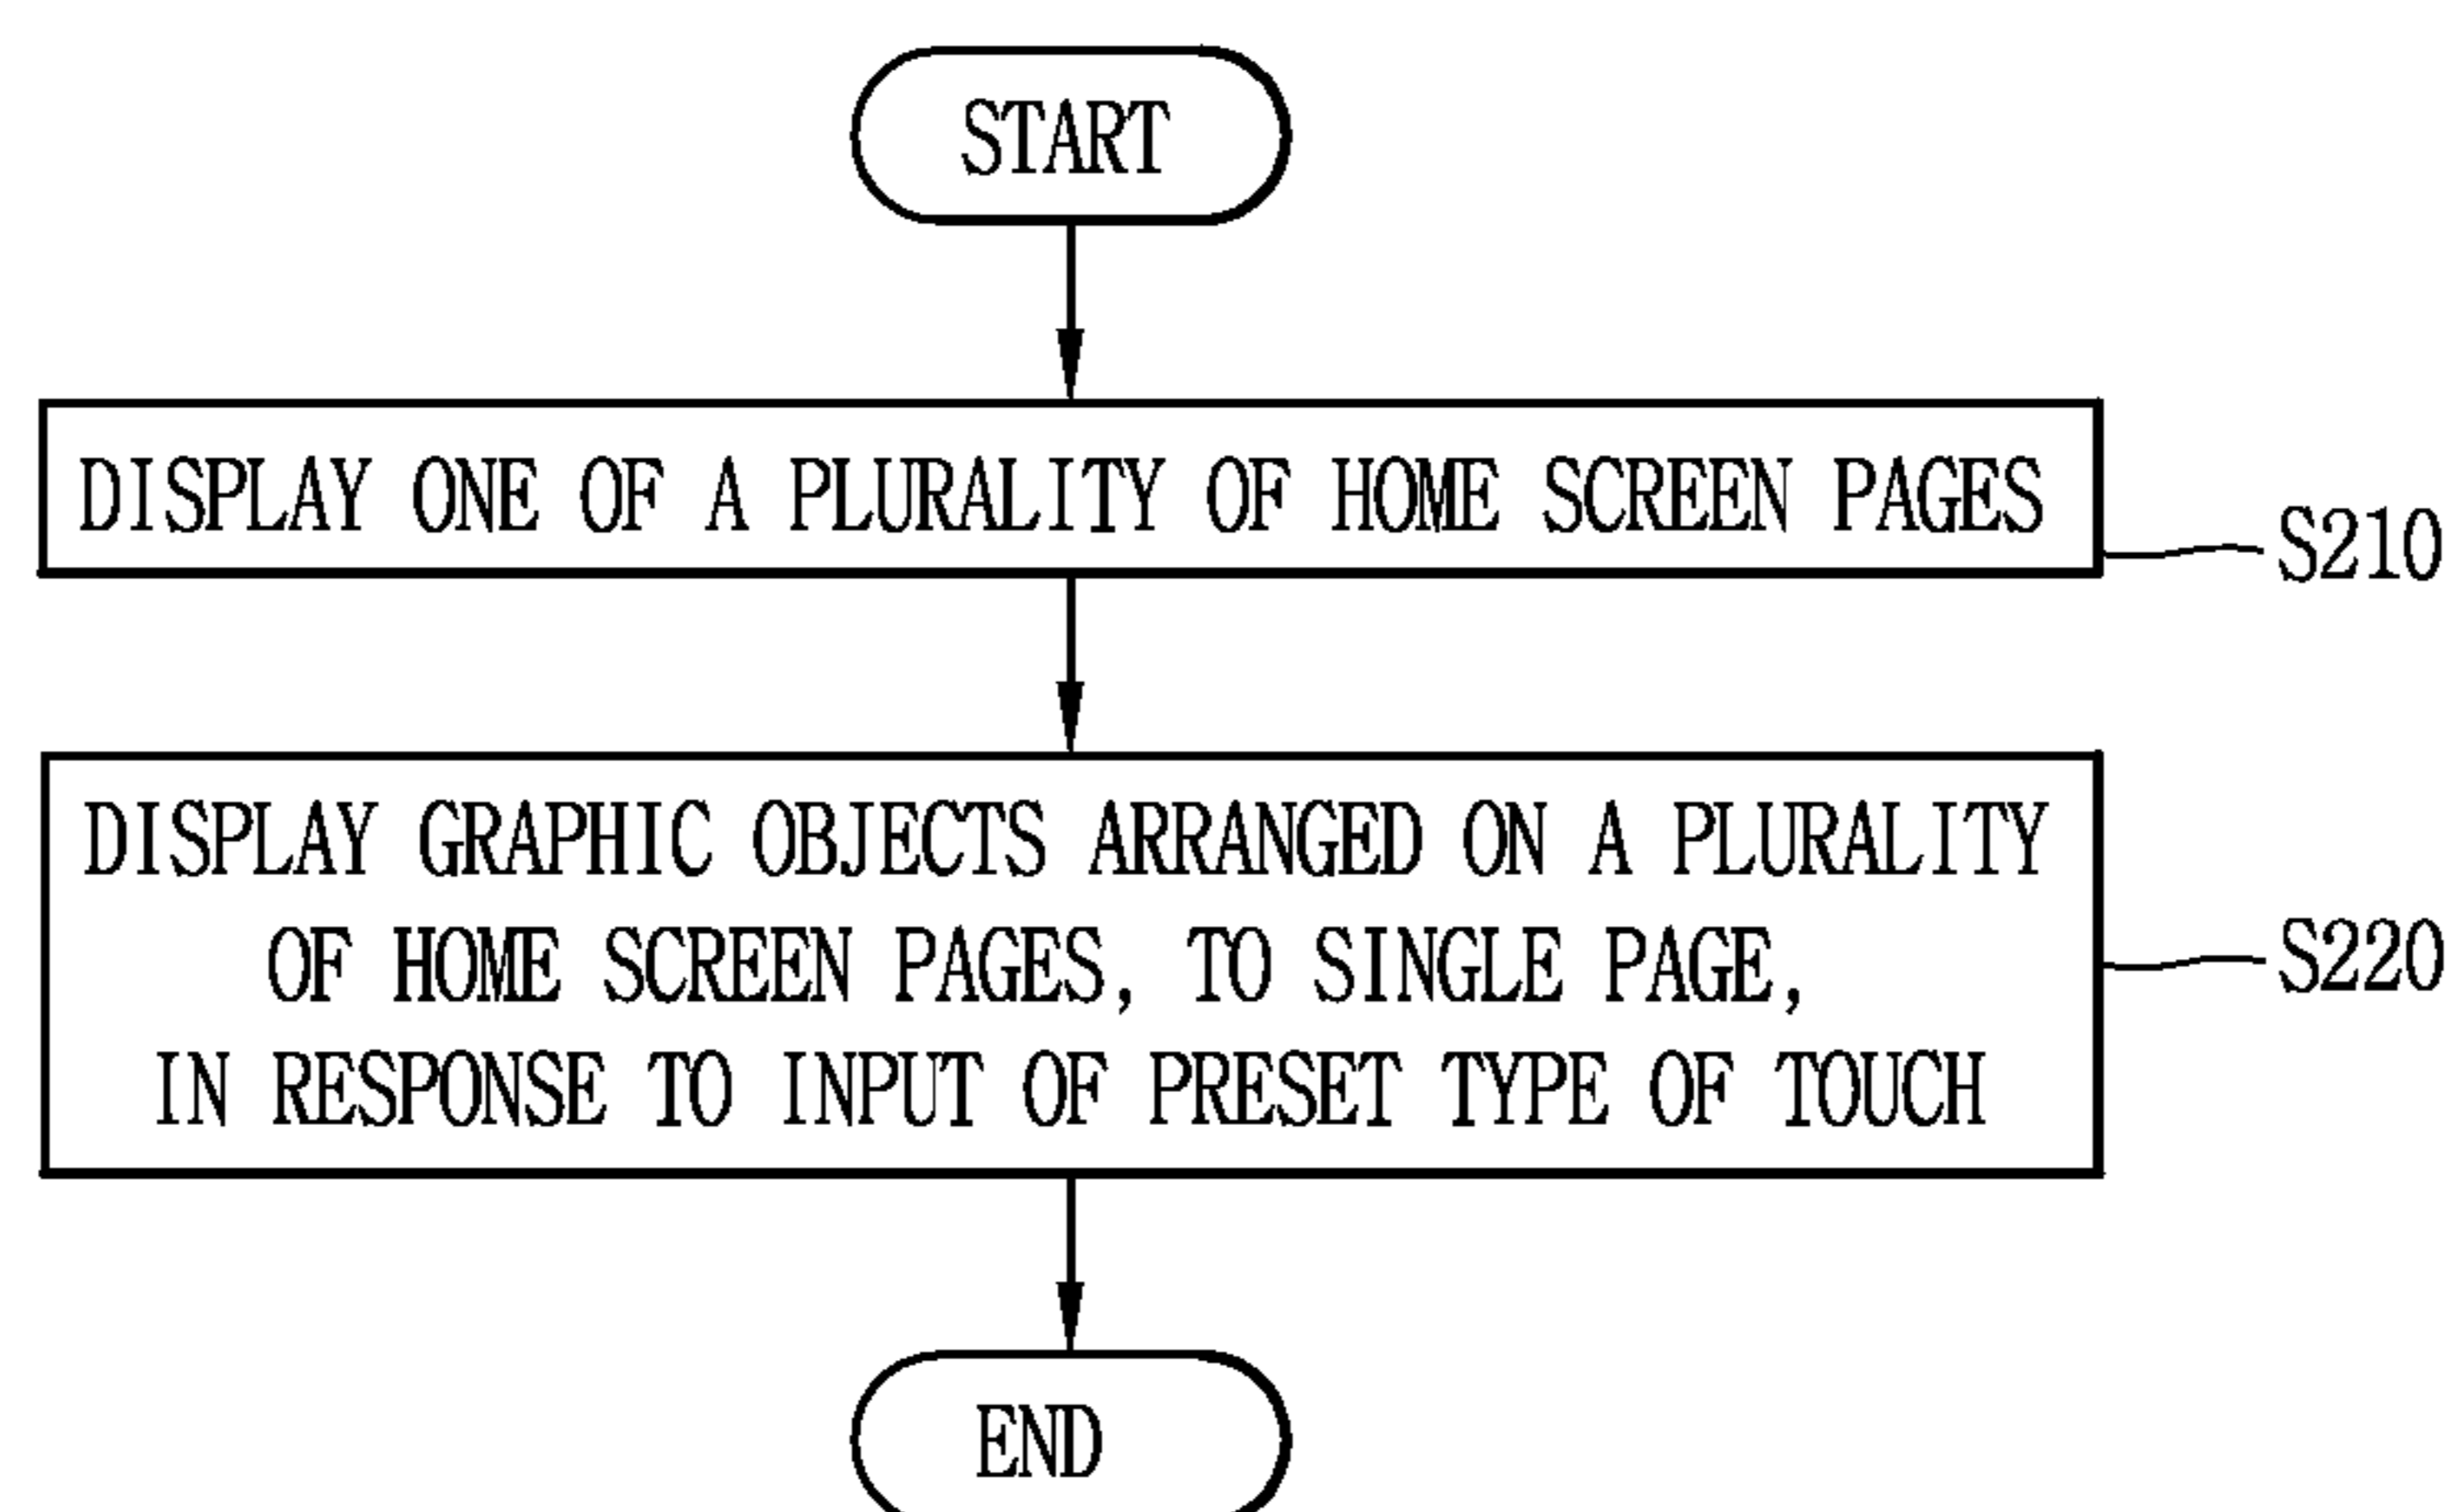 START
DISPLAY ONE OF A PLURALITY OF HOME SCREEN PAGES
S210
DISPLAY GRAPHIC OBJECTS ARRANGED ON A PLURALITY
OF HOME SCREEN PAGES, TO SINGLE PAGE,
IN RESPONSE TO INPUT OF PRESET TYPE OF TOUCH
S220
END